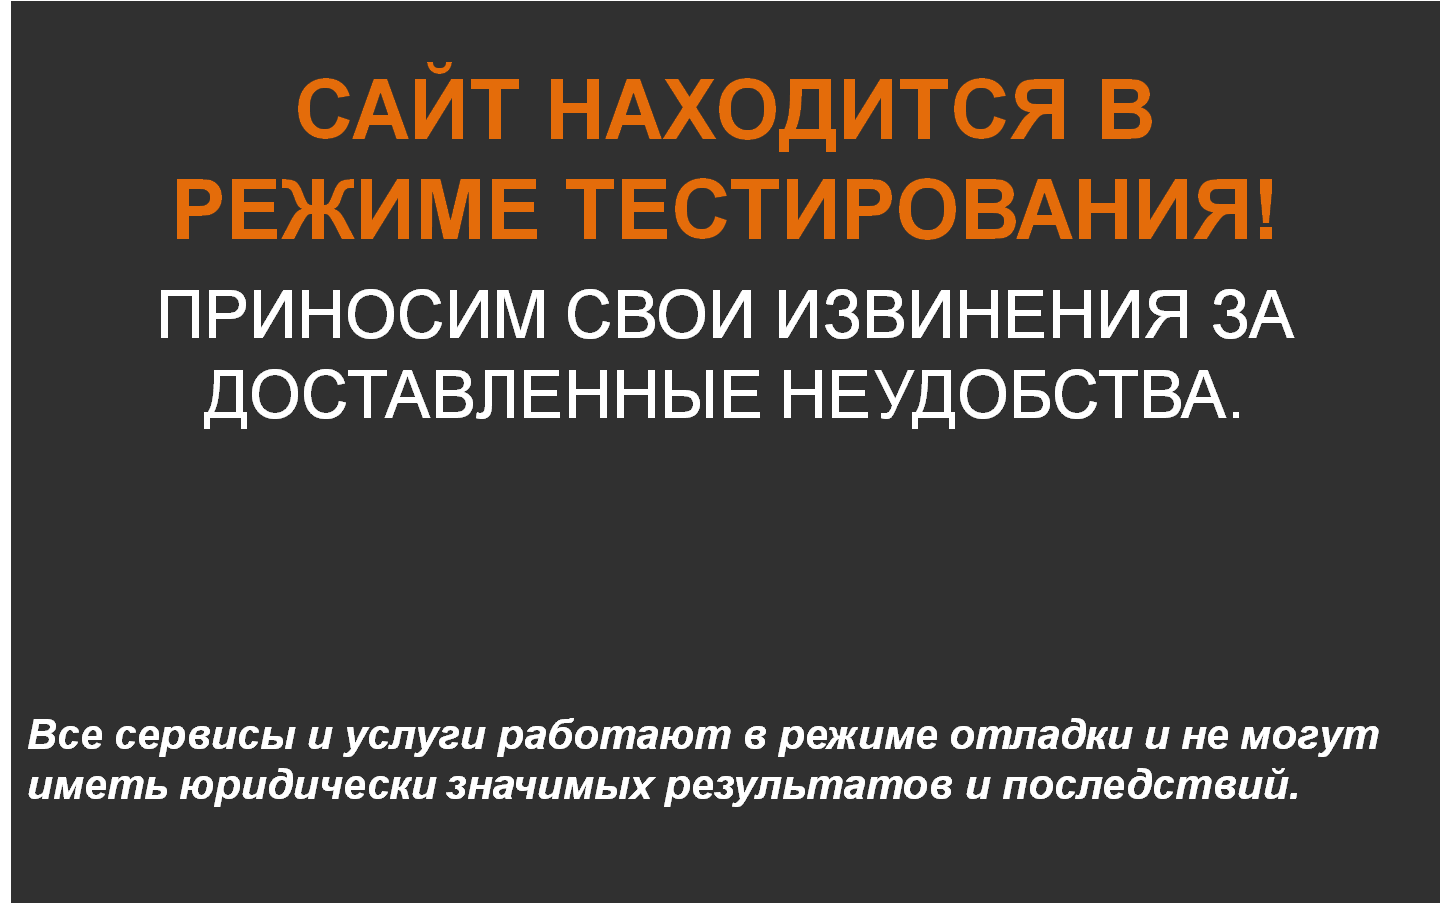 САЙТ НАХОДИТСЯ В
РЕЖИМЕ ТЕСТИРОВАНИЯ!
ПРИНОСИМ СВОИ ИЗВИНЕНИЯ ЗА
ДОСТАВЛЕННЫЕ НЕУДОБСТВА.
Все сервисы и услуги работают в режиме отладки и не могут
иметь юридически значимых результатов и последствий.